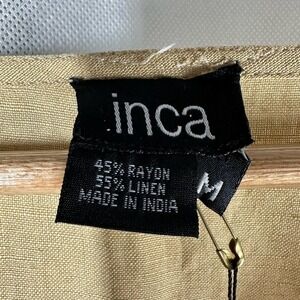 .inca
45% RAYON
55% LINEN
MADE IN INDIA
M